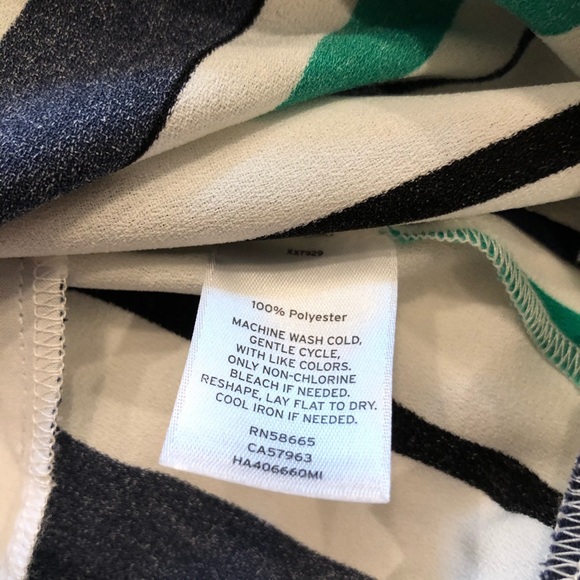 100% Polyester
MACHINE WASH COLD,
GENTLE CYCLE,
WITH LIKE COLORS.
ONLY NON-CHLORINE
BLEACH IF NEEDED.
RESHAPE, LAY FLAT TO DRY.
COOL IRON IF NEEDED.
RN58665
CA57963
HA406660MI